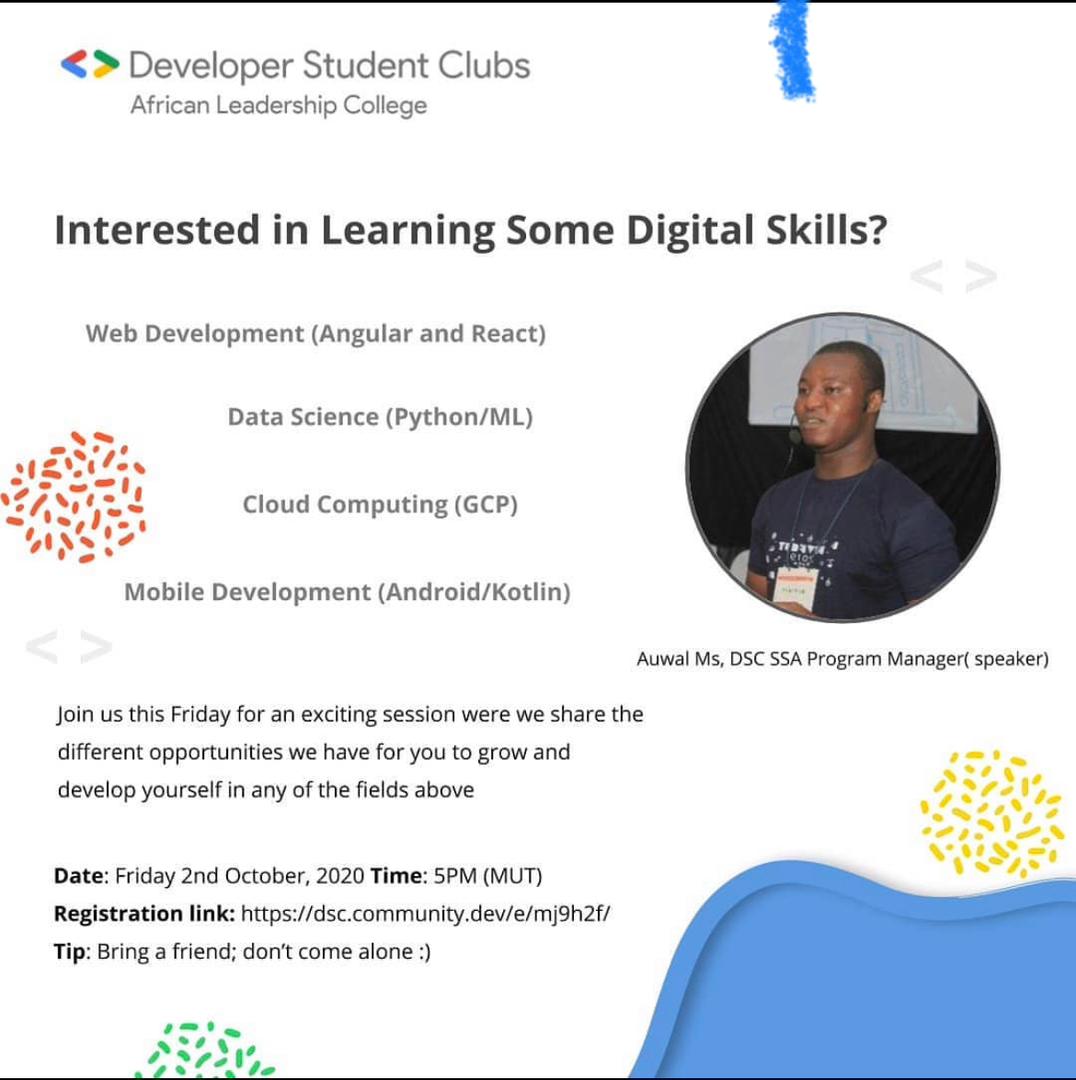 Developer Student Clubs
African Leadership College
Interested in Learning Some Digital Skills?
< >
Web Development (Angular and React)
Data Science (Python/ML)
Cloud Computing (GCP)
Mobile Development (Android/Kotlin)
< >
Auwal Ms, DSC SSA Program Manager( speaker)
Join us this Friday for an exciting session were we share the
different opportunities we have for you to grow and
develop yourself in any of the fields above
Date: Friday 2nd October, 2020 Time: 5PM (MUT)
Registration link: https://dsc.community.dev/e/mj9h2f/
Tip: Bring a friend; don’t come alone :)